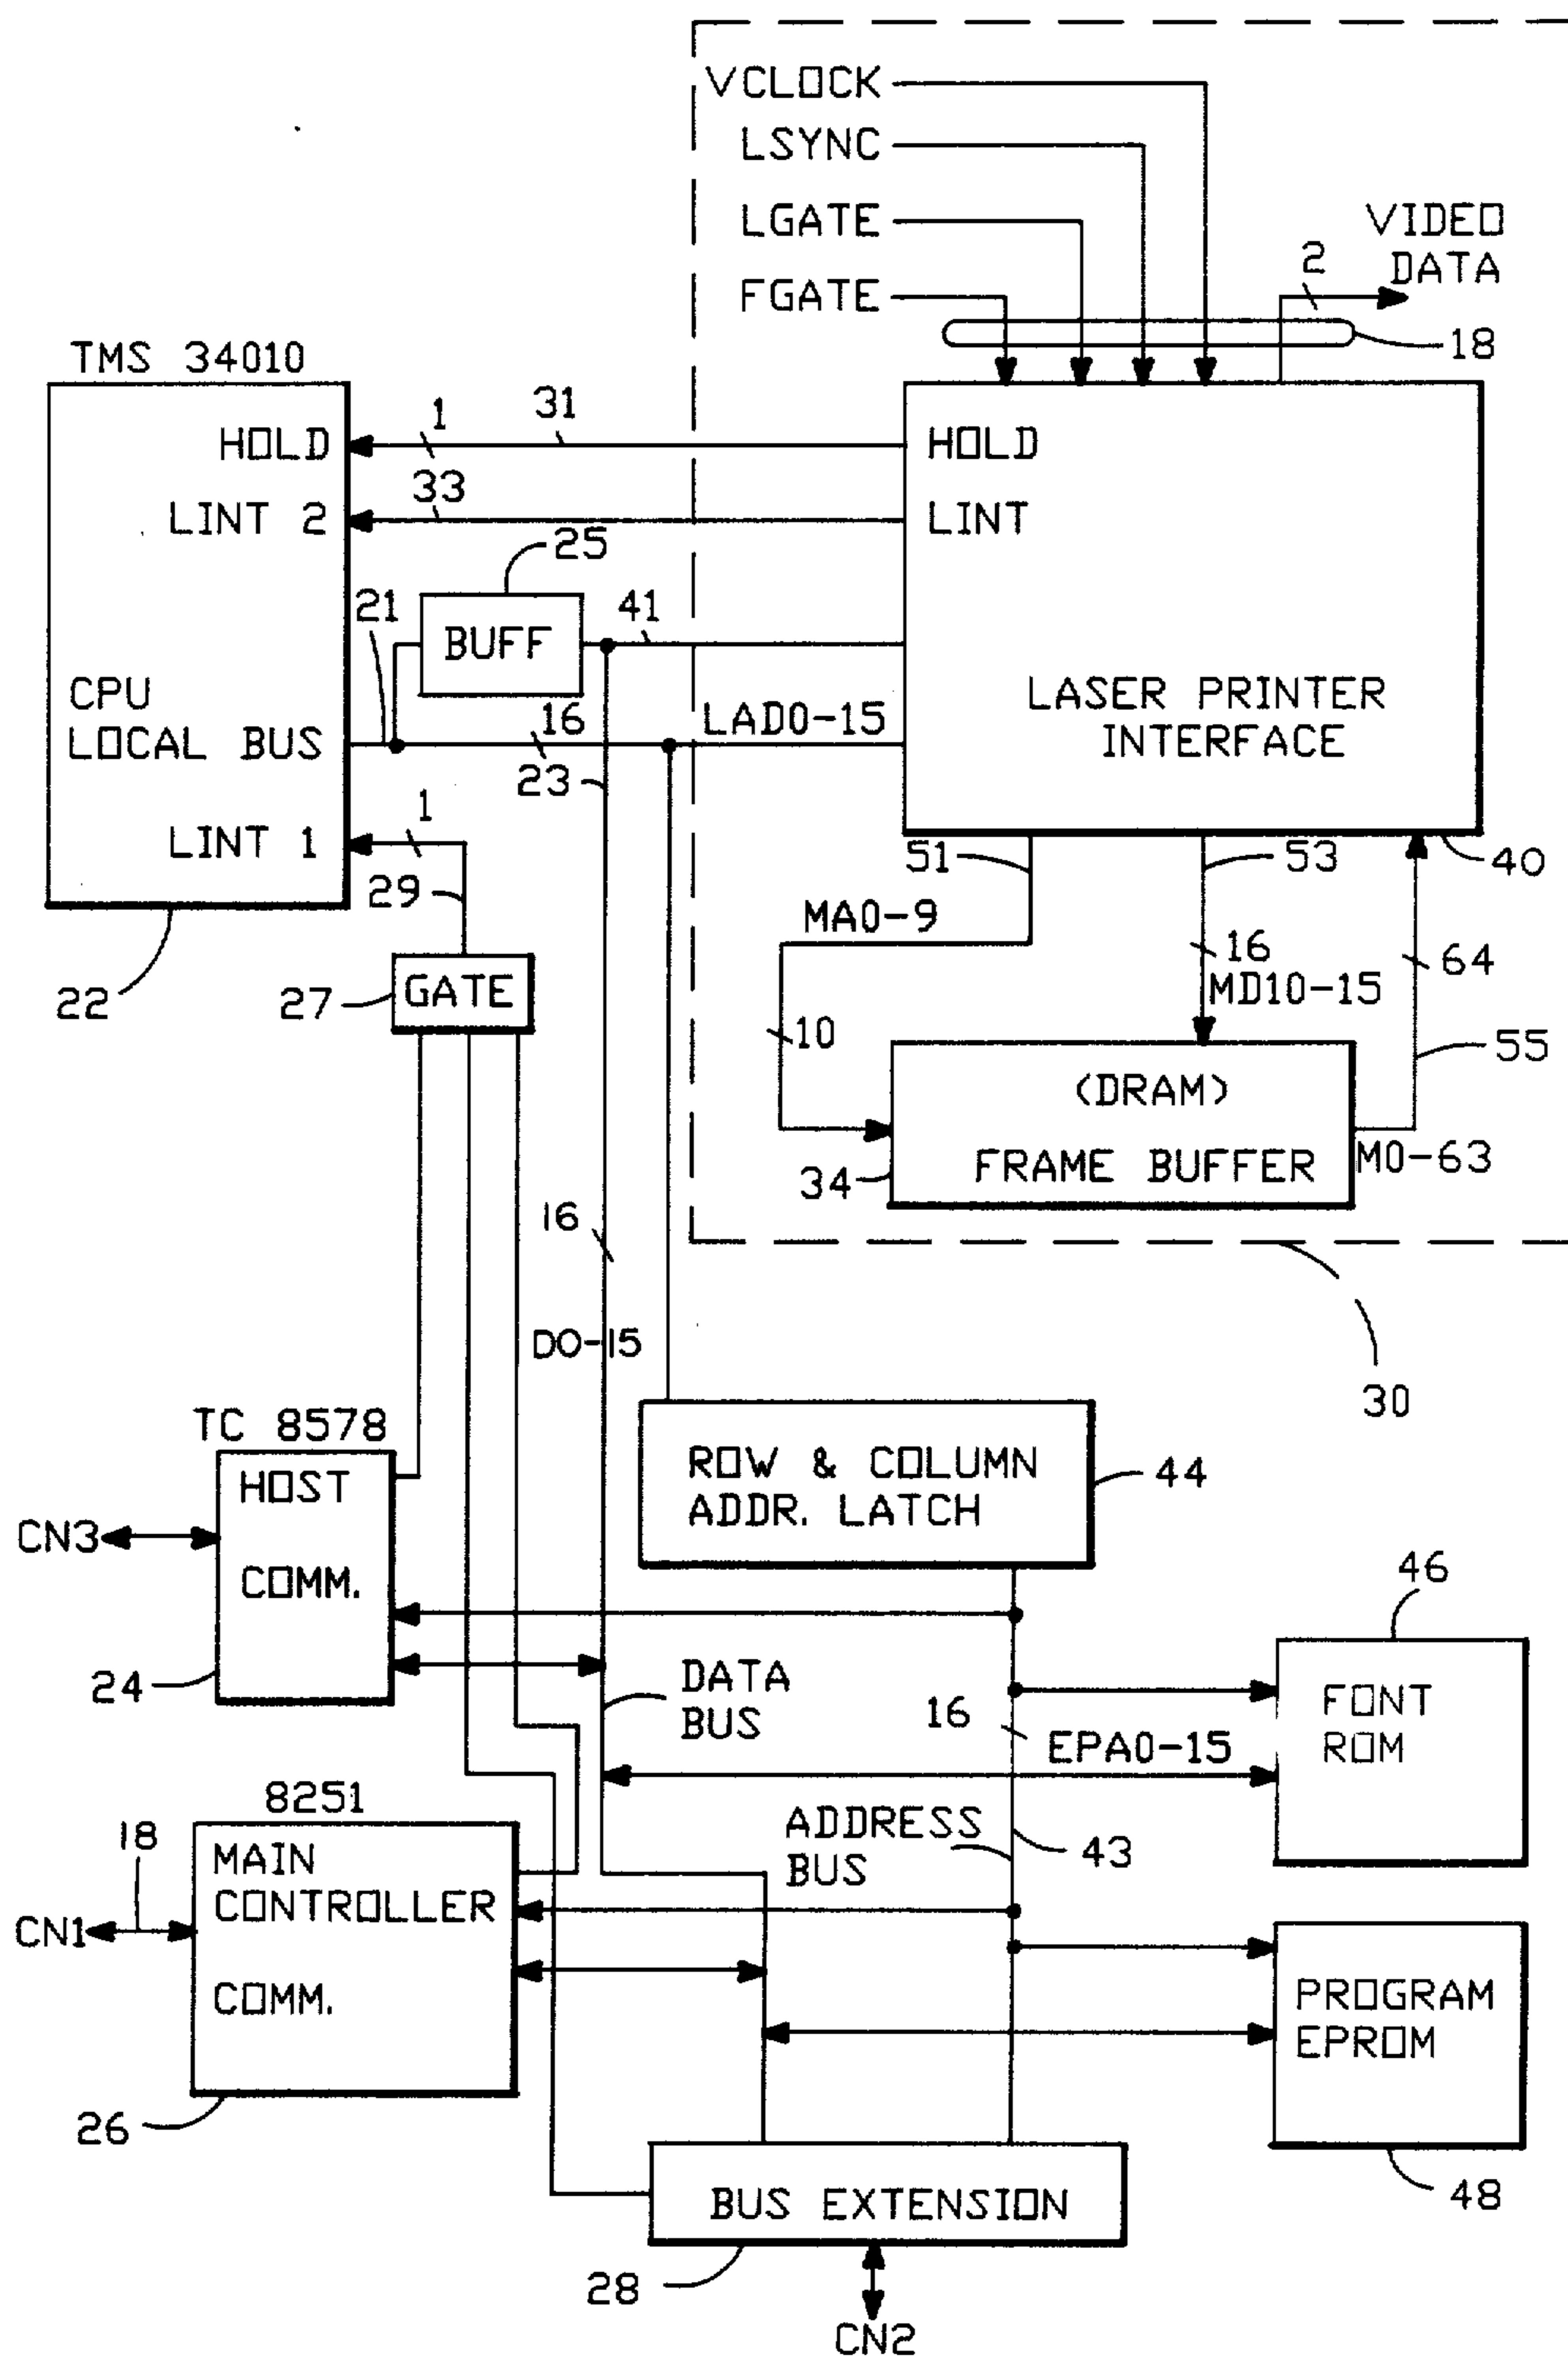 VCLOCK
LSYNC
LGATE
FGATE
2
VIDEO
DATA
18
TMS 34010
HOLD
1
31
HOLD
LINT 2
33
LINT
25
21
BUFF
41
CPU
LOCAL BUS
16
LAD0-15
23
LASER PRINTER
INTERFACE
LINT 1
1
29
51
53
40
MA0-9
22
27
GATE
16
MD10-15
64
10
55
(DRAM)
FRAME BUFFER
34
M0-63
16
DO-15
30
TC 8578
HOST
COMM.
CN3
24
ROW & COLUMN
ADDR. LATCH
44
46
DATA
BUS
16
EPA0-15
FONT
ROM
8251
18
MAIN
CONTROLLER
COMM.
CN1
ADDRESS
BUS
43
26
PROGRAM
EPROM
48
BUS EXTENSION
28
CN2